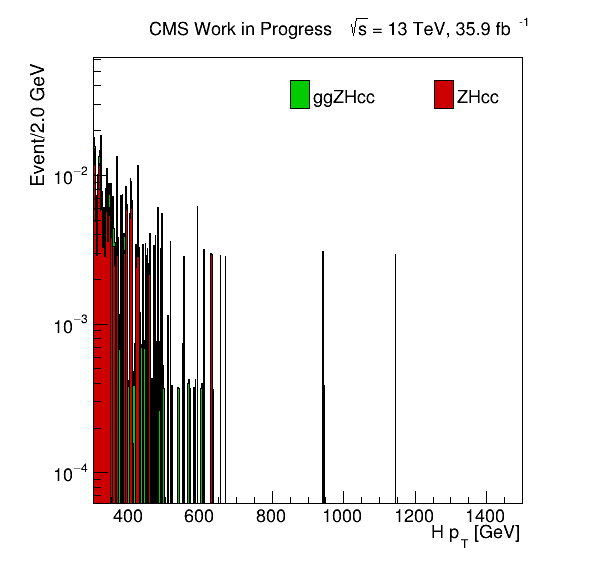 CMS Work in Progress √s = 13 TeV, 35.9 fb⁻¹
Event/2.0 GeV
ggZHcc ZHcc
10⁻²
10⁻³
10⁻⁴
400 600 800 1000 1200 1400
H p_T [GeV]